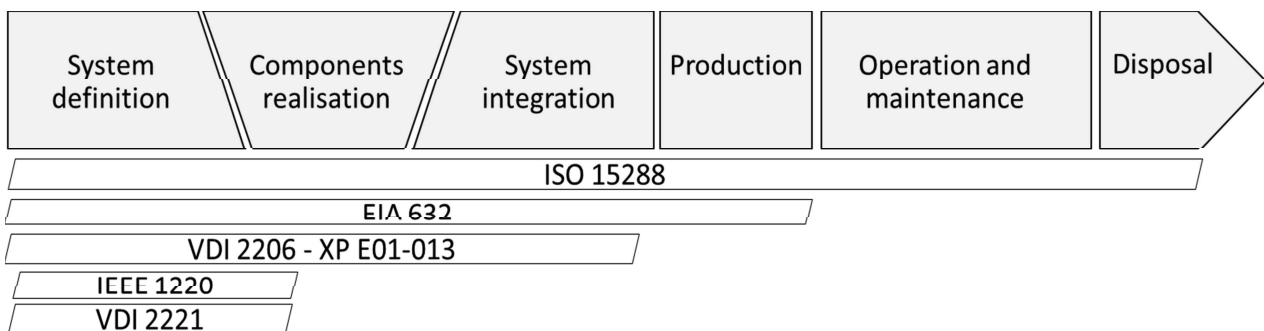 System
definition
Components
realisation
System
integration
Production
Operation and
maintenance
Disposal
ISO 15288
EIA 632
VDI 2206 - XP E01-013
IEEE 1220
VDI 2221